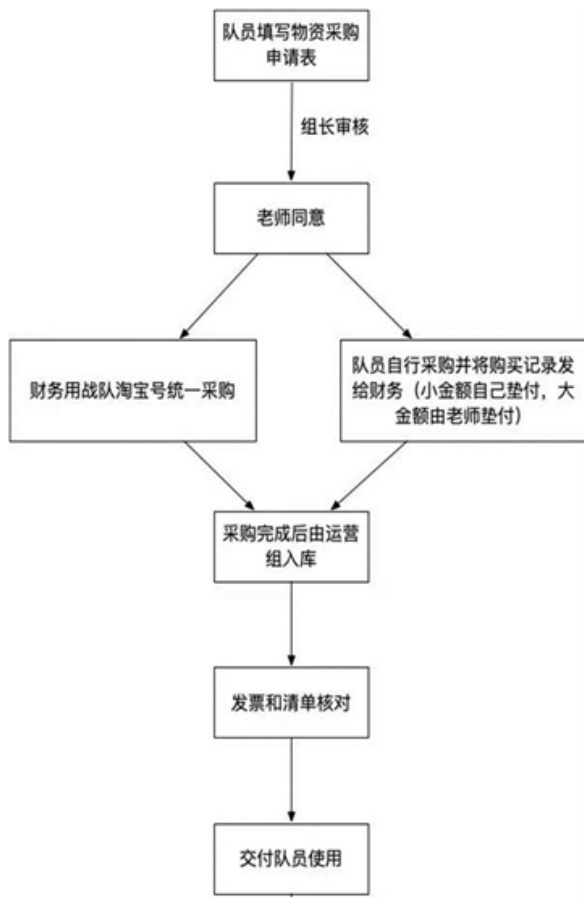 队员填写物资采购
申请表
组长审核
老师同意
财务用战队淘宝号统一采购
队员自行采购并将购买记录发
给财务（小金额自己垫付，大
金额由老师垫付）
采购完成后由运营
组入库
发票和清单核对
交付队员使用